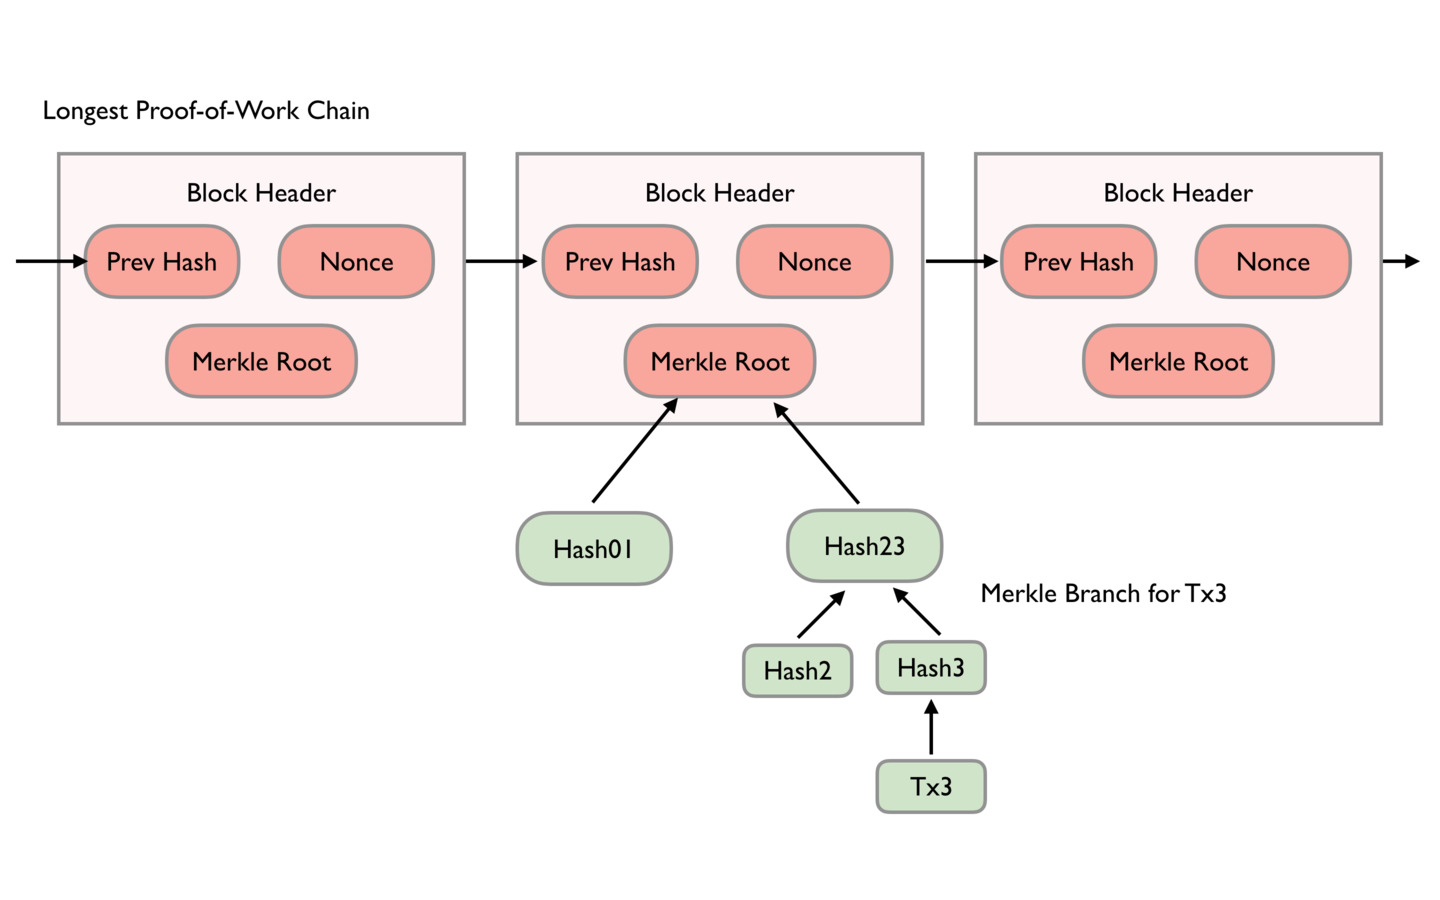 Longest Proof-of-Work Chain
Block Header
Prev Hash
Nonce
Merkle Root
Block Header
Prev Hash
Nonce
Merkle Root
Block Header
Prev Hash
Nonce
Merkle Root
Hash01
Hash23
Merkle Branch for Tx3
Hash2
Hash3
Tx3